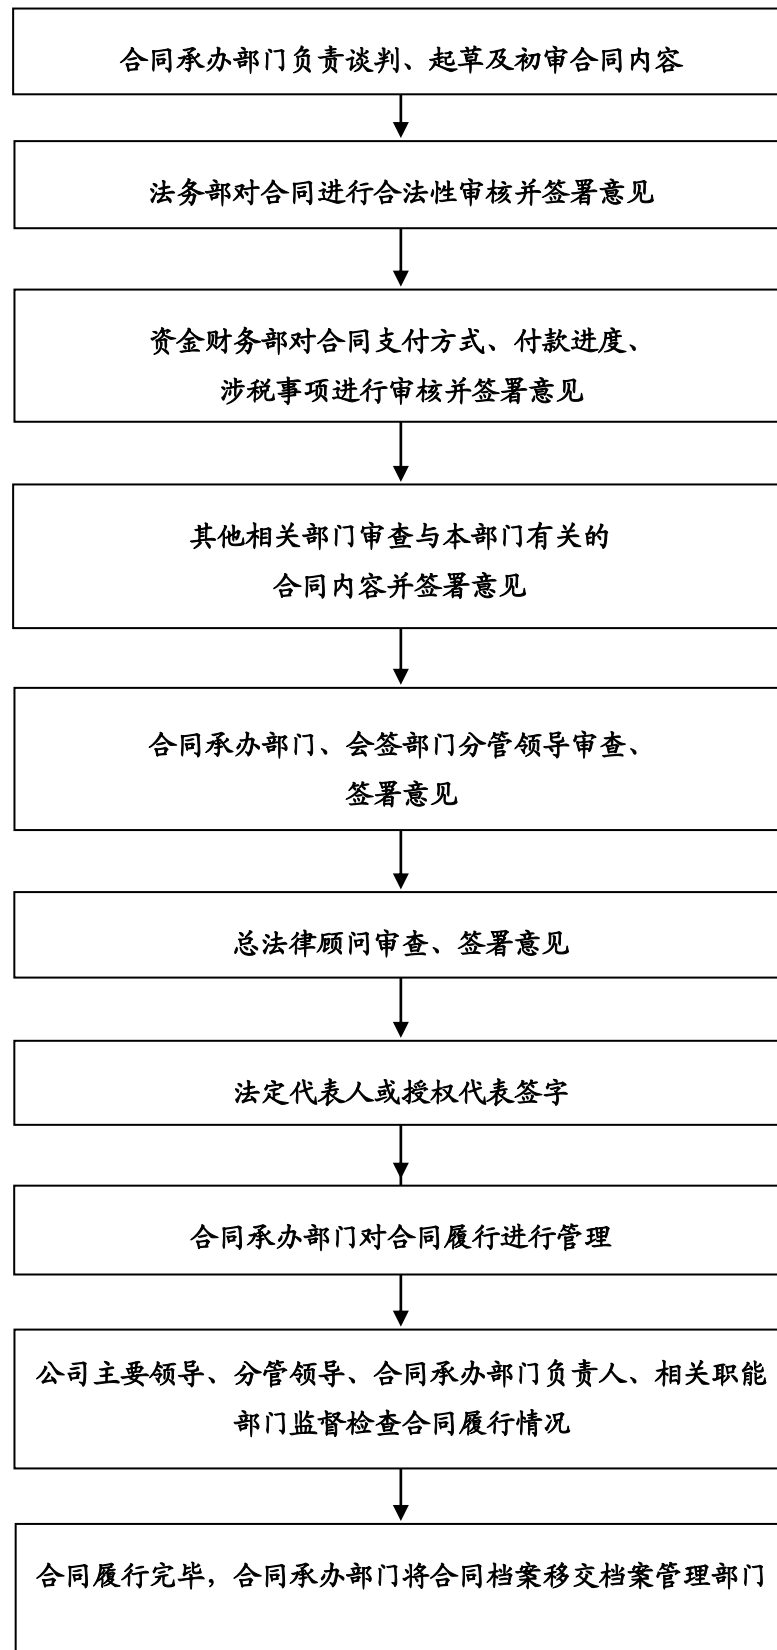 合同承办部门负责谈判、起草及初审合同内容
法务部对合同进行合法性审核并签署意见
资金财务部对合同支付方式、付款进度、
涉税事项进行审核并签署意见
其他相关部门审查与本部门有关的
合同内容并签署意见
合同承办部门、会签部门分管领导审查、
签署意见
总法律顾问审查、签署意见
法定代表人或授权代表签字
合同承办部门对合同履行进行管理
公司主要领导、分管领导、合同承办部门负责人、相关职能
部门监督检查合同履行情况
合同履行完毕，合同承办部门将合同档案移交档案管理部门